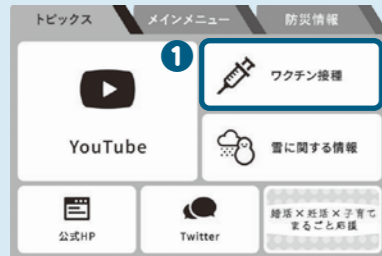 トピックス
メインメニュー
防災情報
1
ワクチン接種
YouTube
雪に関する情報
公式HP
Twitter
婚活×妊活×子育て
まるごと応援